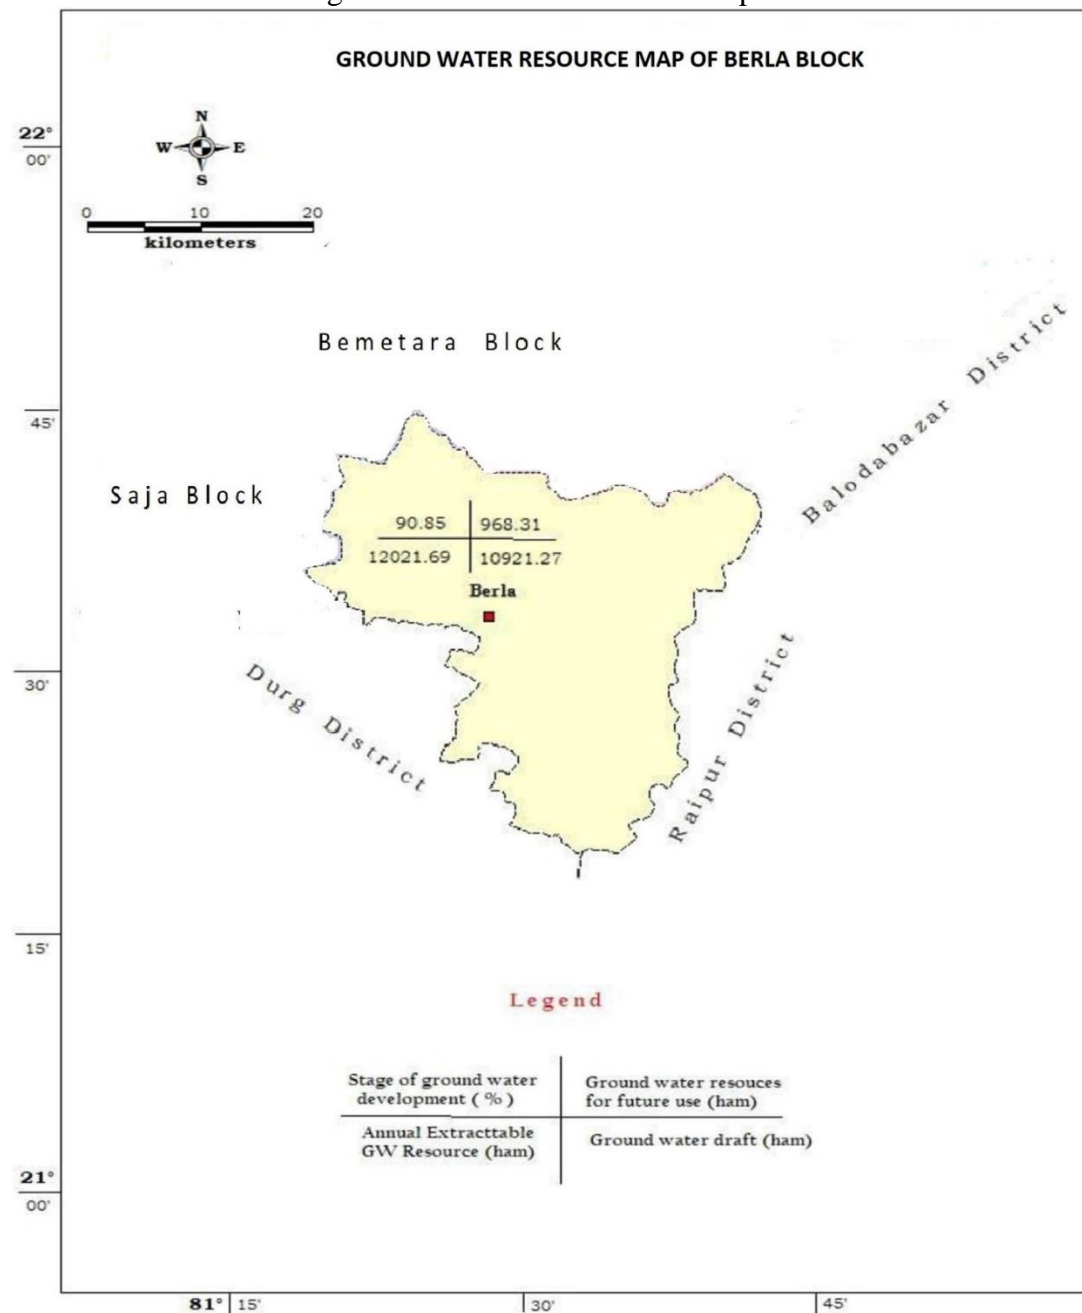 GROUND WATER RESOURCE MAP OF BERLA BLOCK
N
W E
S
22°
00'
0 10 20
kilometers
Bemetara Block
Balodabazar District
45'
Saja Block
90.85 968.31
12021.69 10921.27
Berla
30'
Durg District
Raipur District
15'
Legend
Stage of ground water
development ( % )
Ground water resouces
for future use (ham)
Annual Extracttable
GW Resource (ham)
Ground water draft (ham)
21°
00'
81° 15' 30' 45'